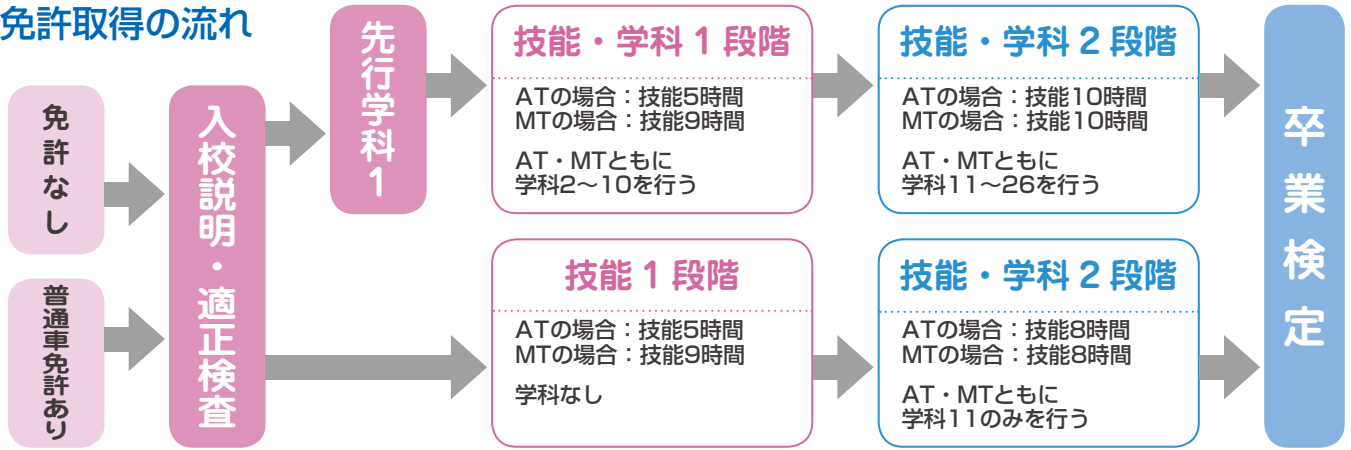 免許取得の流れ
免許なし
普通車免許あり
入校説明・適正検査
先行学科1
技能・学科1段階
ATの場合：技能5時間
MTの場合：技能9時間
AT・MTともに
学科2～10を行う
技能・学科2段階
ATの場合：技能10時間
MTの場合：技能10時間
AT・MTともに
学科11～26を行う
技能1段階
ATの場合：技能5時間
MTの場合：技能9時間
学科なし
技能・学科2段階
ATの場合：技能8時間
MTの場合：技能8時間
AT・MTともに
学科11のみを行う
卒業検定